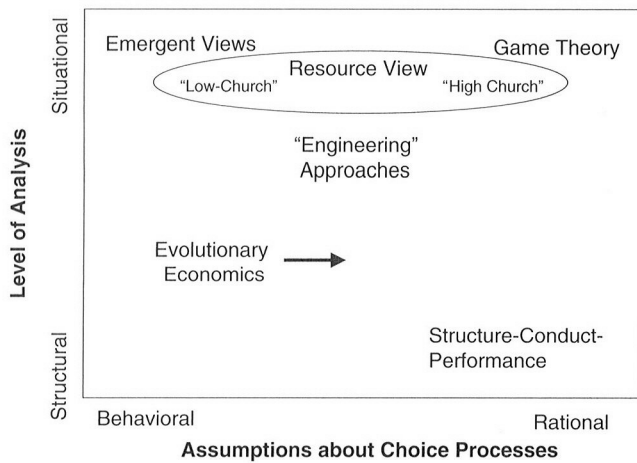 Emergent Views
Game Theory
Resource View
“Low-Church”
“High Church”
“Engineering”
Approaches
Evolutionary
Economics
Structure-Conduct-
Performance
Situational
Level of Analysis
Structural
Behavioral
Rational
Assumptions about Choice Processes